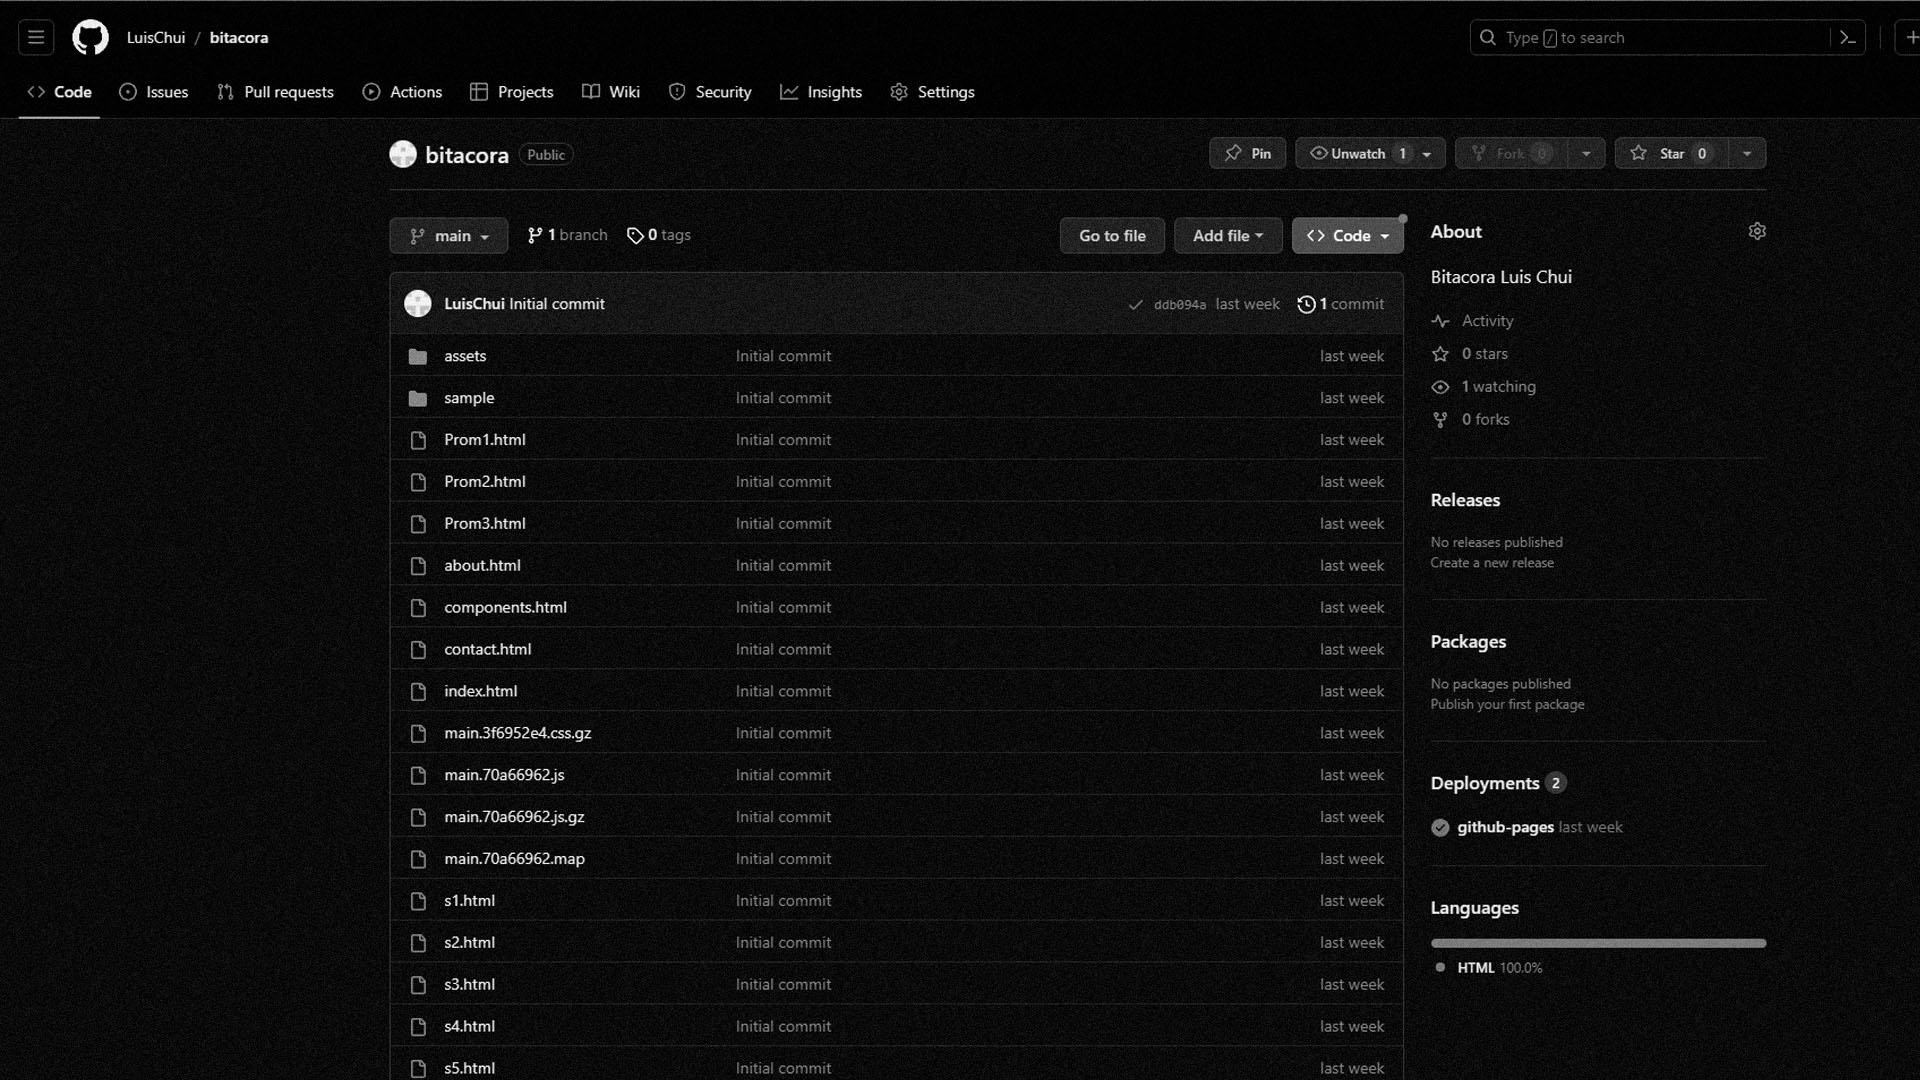 LuisChui / bitacora
Type / to search
Code Issues Pull requests Actions Projects Wiki Security Insights Settings
bitacora Public
Pin Unwatch 1 Fork 0 Star 0
main 1 branch 0 tags Go to file Add file Code
LuisChui Initial commit ddb094a last week 1 commit
assets Initial commit last week
sample Initial commit last week
Prom1.html Initial commit last week
Prom2.html Initial commit last week
Prom3.html Initial commit last week
about.html Initial commit last week
components.html Initial commit last week
contact.html Initial commit last week
index.html Initial commit last week
main.3f6952e4.css.gz Initial commit last week
main.70a66962.js Initial commit last week
main.70a66962.js.gz Initial commit last week
main.70a66962.map Initial commit last week
s1.html Initial commit last week
s2.html Initial commit last week
s3.html Initial commit last week
s4.html Initial commit last week
s5.html Initial commit last week
About
Bitacora Luis Chui
Activity
0 stars
1 watching
0 forks
Releases
No releases published
Create a new release
Packages
No packages published
Publish your first package
Deployments 2
github-pages last week
Languages
HTML 100.0%